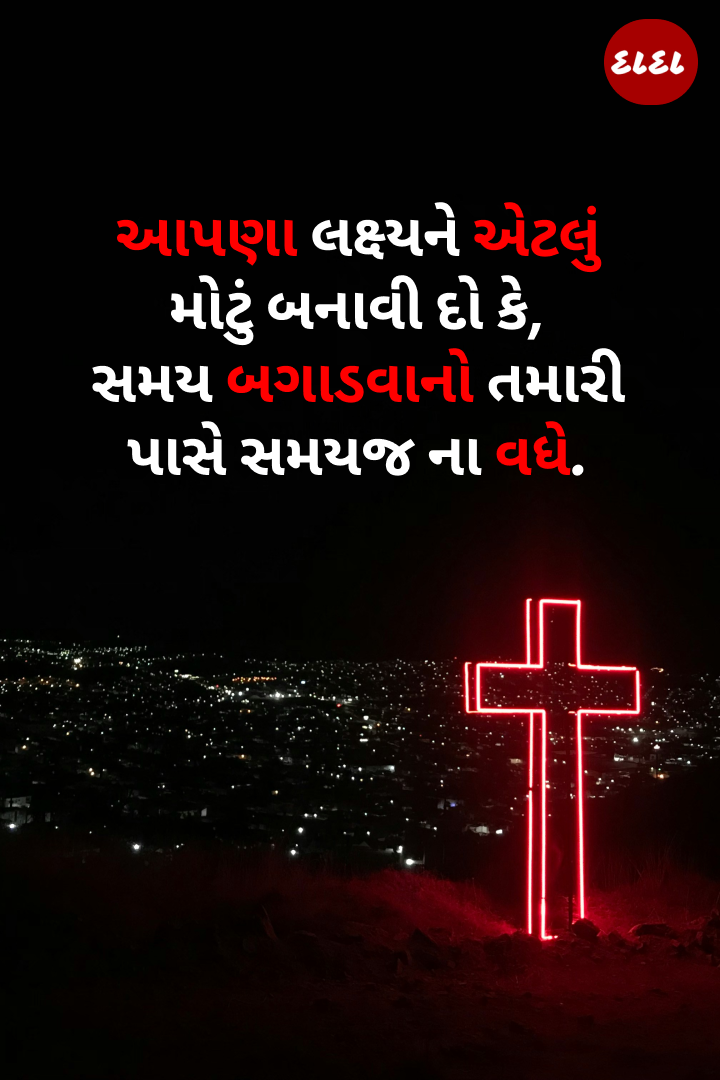 દાદા
આપણા લક્ષ્યને એટલું
મોટું બનાવી દો કે,
સમય બગાડવાનો તમારી
પાસે સમયજ ના વધે.